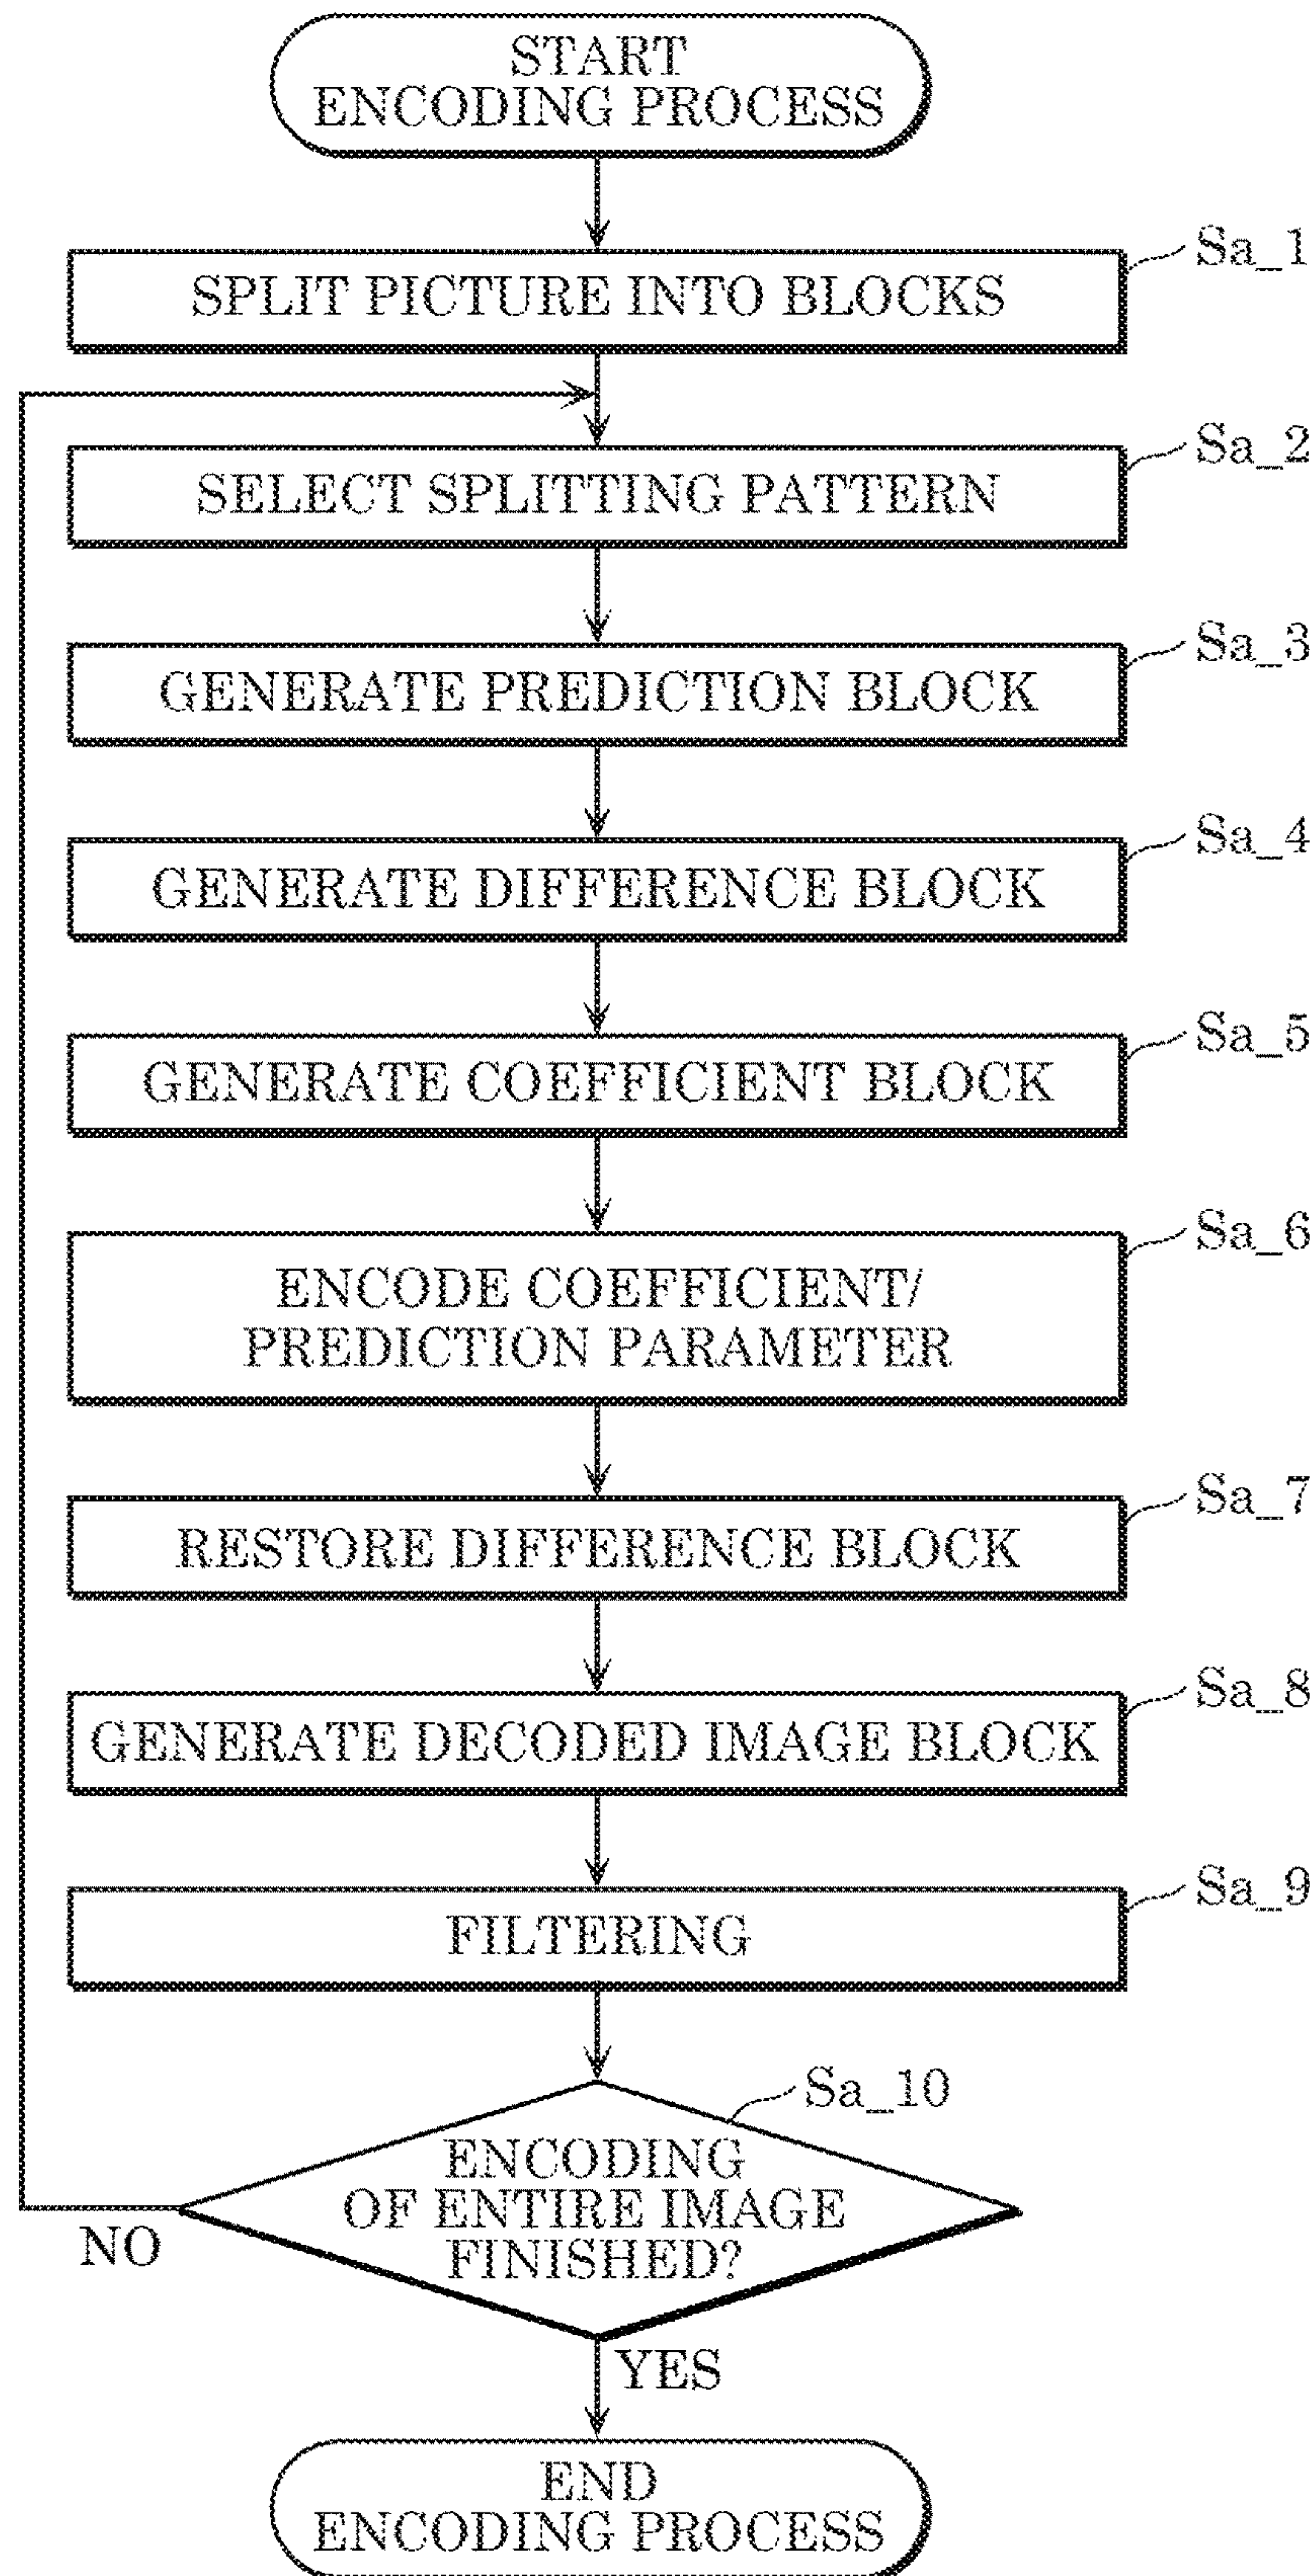 START
ENCODING PROCESS
Sa_1
SPLIT PICTURE INTO BLOCKS
Sa_2
SELECT SPLITTING PATTERN
Sa_3
GENERATE PREDICTION BLOCK
Sa_4
GENERATE DIFFERENCE BLOCK
Sa_5
GENERATE COEFFICIENT BLOCK
Sa_6
ENCODE COEFFICIENT/
PREDICTION PARAMETER
Sa_7
RESTORE DIFFERENCE BLOCK
Sa_8
GENERATE DECODED IMAGE BLOCK
Sa_9
FILTERING
Sa_10
ENCODING
OF ENTIRE IMAGE
FINISHED?
NO
YES
END
ENCODING PROCESS